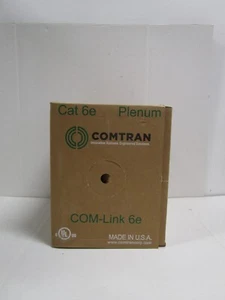 Cat 6e Plenum
COMTRAN
COM-Link 6e
MADE IN U.S.A.